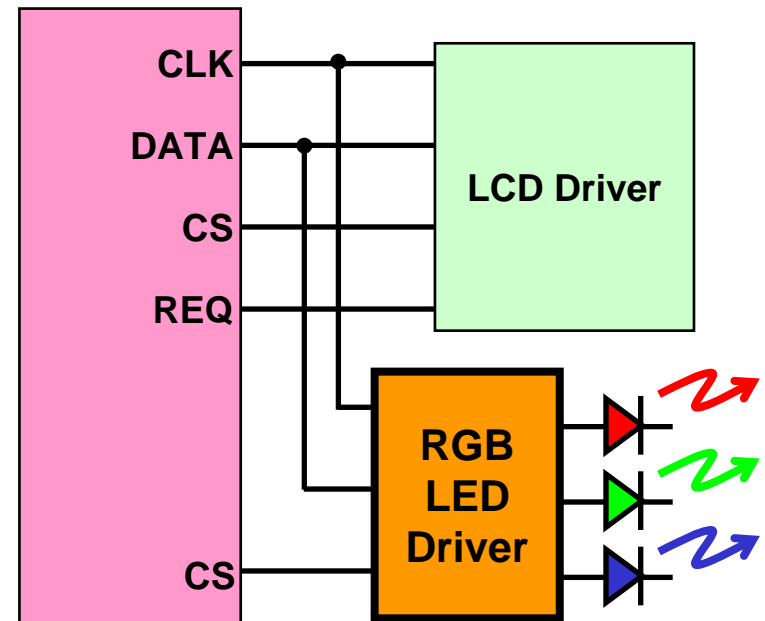 CLK
DATA
CS
REQ
LCD Driver
RGB
LED
Driver
CS